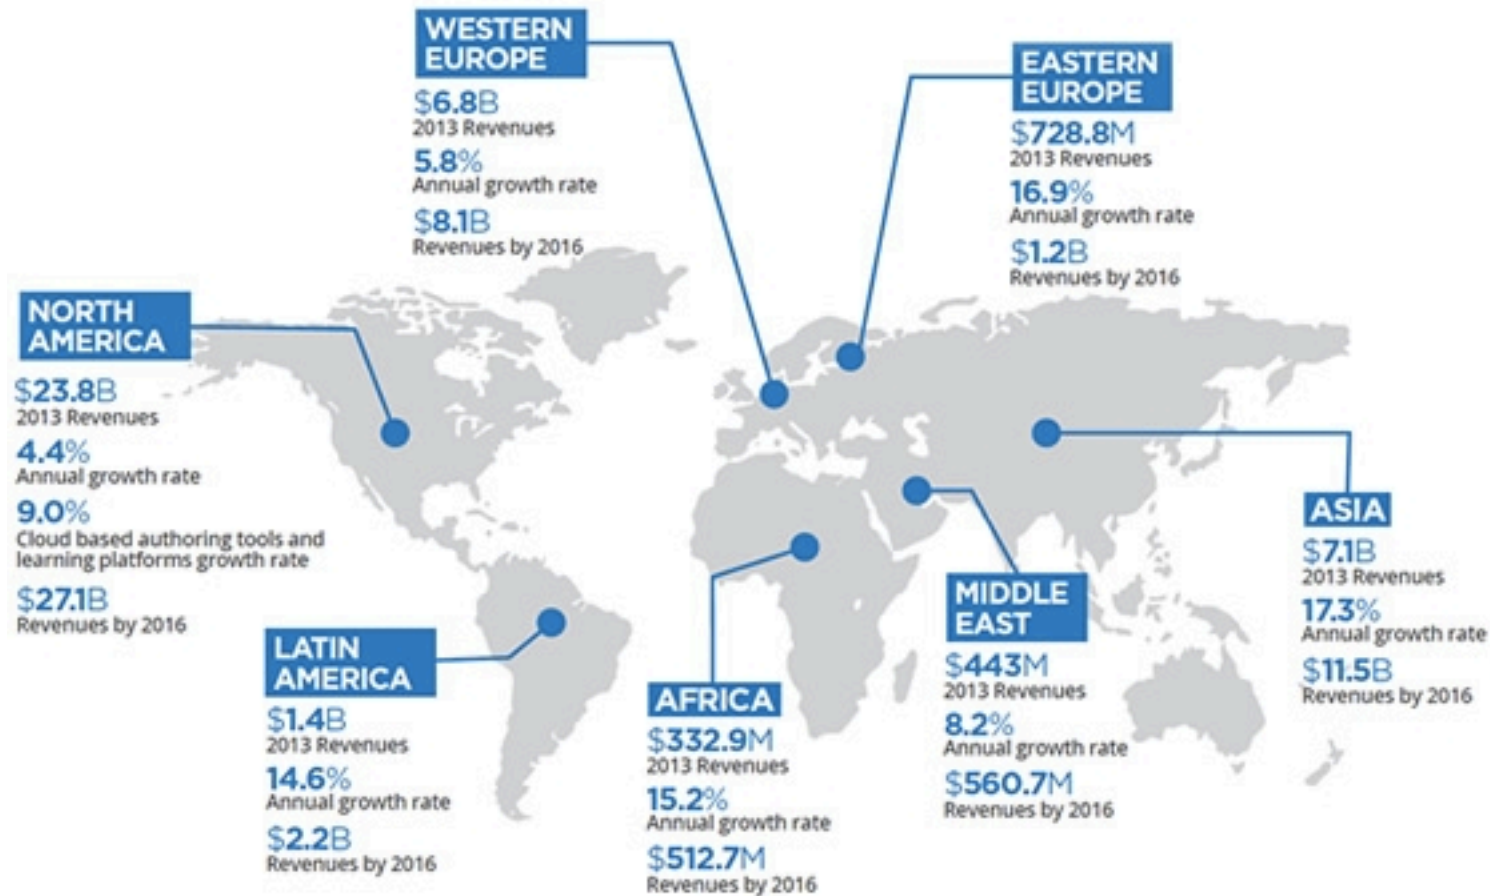 WESTERN
EUROPE
$6.8B
2013 Revenues
5.8%
Annual growth rate
$8.1B
Revenues by 2016
EASTERN
EUROPE
$728.8M
2013 Revenues
16.9%
Annual growth rate
$1.2B
Revenues by 2016
NORTH
AMERICA
$23.8B
2013 Revenues
4.4%
Annual growth rate
9.0%
Cloud based authoring tools and
learning platforms growth rate
$27.1B
Revenues by 2016
LATIN
AMERICA
$1.4B
2013 Revenues
14.6%
Annual growth rate
$2.2B
Revenues by 2016
AFRICA
$332.9M
2013 Revenues
15.2%
Annual growth rate
$512.7M
Revenues by 2016
MIDDLE
EAST
$443M
2013 Revenues
8.2%
Annual growth rate
$560.7M
Revenues by 2016
ASIA
$7.1B
2013 Revenues
17.3%
Annual growth rate
$11.5B
Revenues by 2016